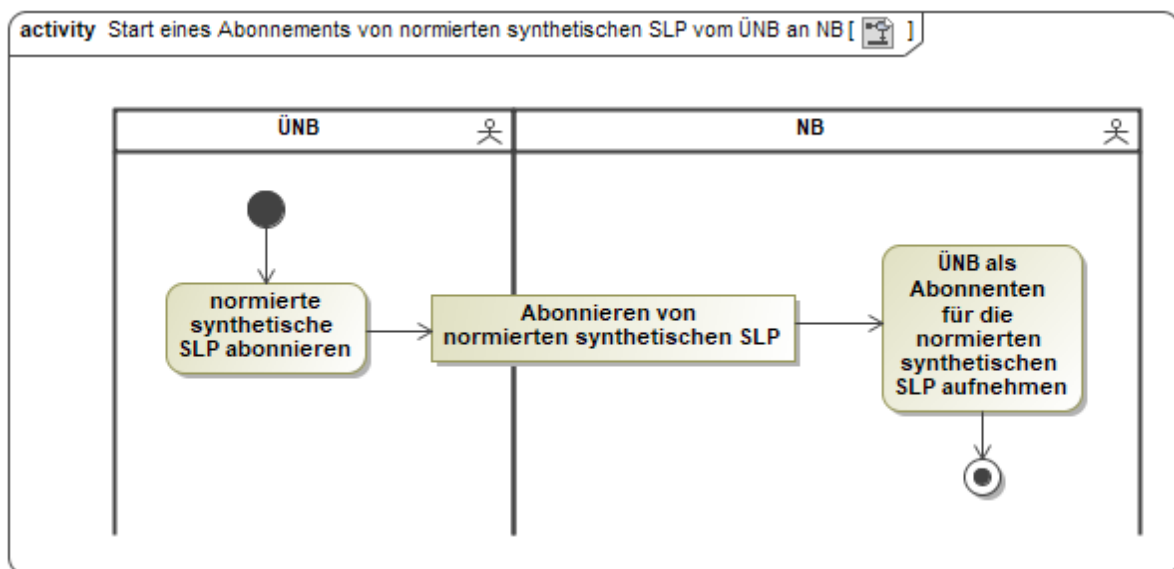 activity Start eines Abonnements von normierten synthetischen SLP vom ÜNB an NB [ ]
ÜNB
NB
normierte
synthetische
SLP abonnieren
Abonnieren von
normierten synthetischen SLP
ÜNB als
Abonnenten
für die
normierten
synthetischen
SLP aufnehmen